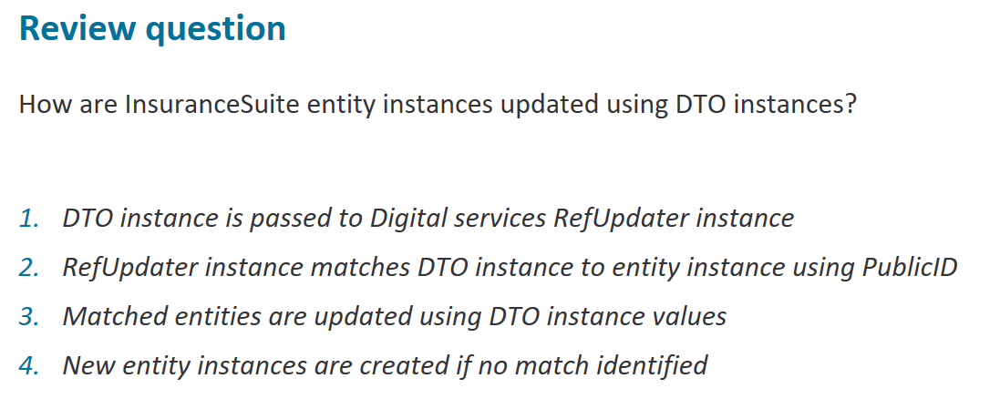 Review question
How are InsuranceSuite entity instances updated using DTO instances?
1. DTO instance is passed to Digital services RefUpdater instance
2. RefUpdater instance matches DTO instance to entity instance using PublicID
3. Matched entities are updated using DTO instance values
4. New entity instances are created if no match identified